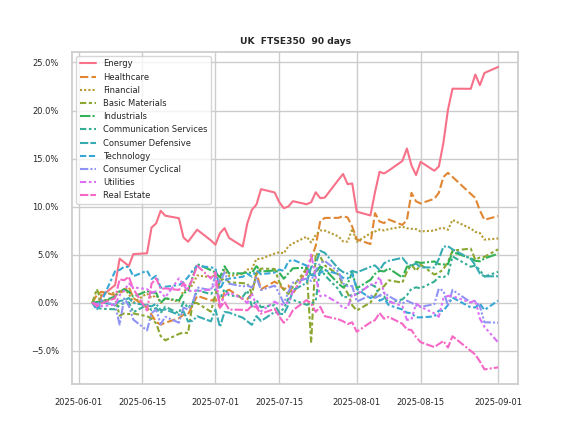 UK  FTSE350  90 days
25.0%
20.0%
15.0%
10.0%
5.0%
0.0%
−5.0%
Energy
Healthcare
Financial
Basic Materials
Industrials
Communication Services
Consumer Defensive
Technology
Consumer Cyclical
Utilities
Real Estate
2025-06-01
2025-06-15
2025-07-01
2025-07-15
2025-08-01
2025-08-15
2025-09-01